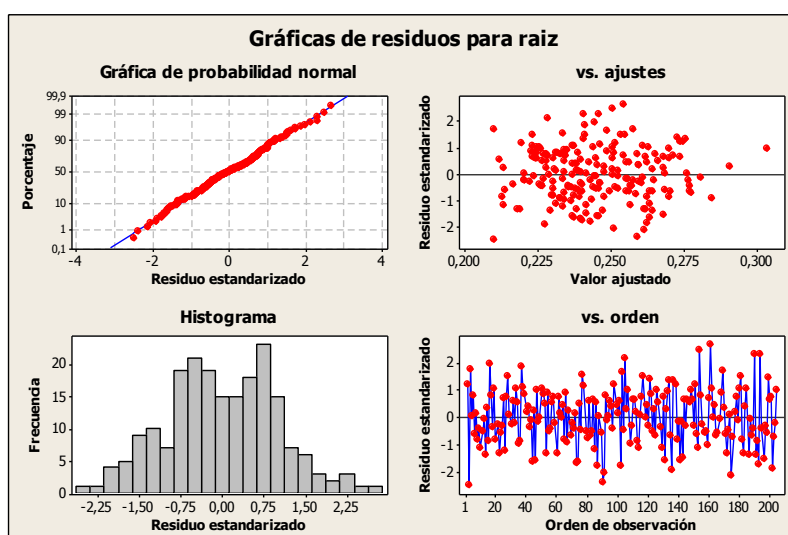 Gráficas de residuos para raiz
Gráfica de probabilidad normal
Porcentaje
99,9
99
90
50
10
1
0,1
-4 -2 0 2 4
Residuo estandarizado
vs. ajustes
Residuo estandarizado
2
1
0
-1
-2
0,200 0,225 0,250 0,275 0,300
Valor ajustado
Histograma
Frecuencia
20
15
10
5
0
-2,25 -1,50 -0,75 0,00 0,75 1,50 2,25
Residuo estandarizado
vs. orden
Residuo estandarizado
2
1
0
-1
-2
1 20 40 60 80 100 120 140 160 180 200
Orden de observación